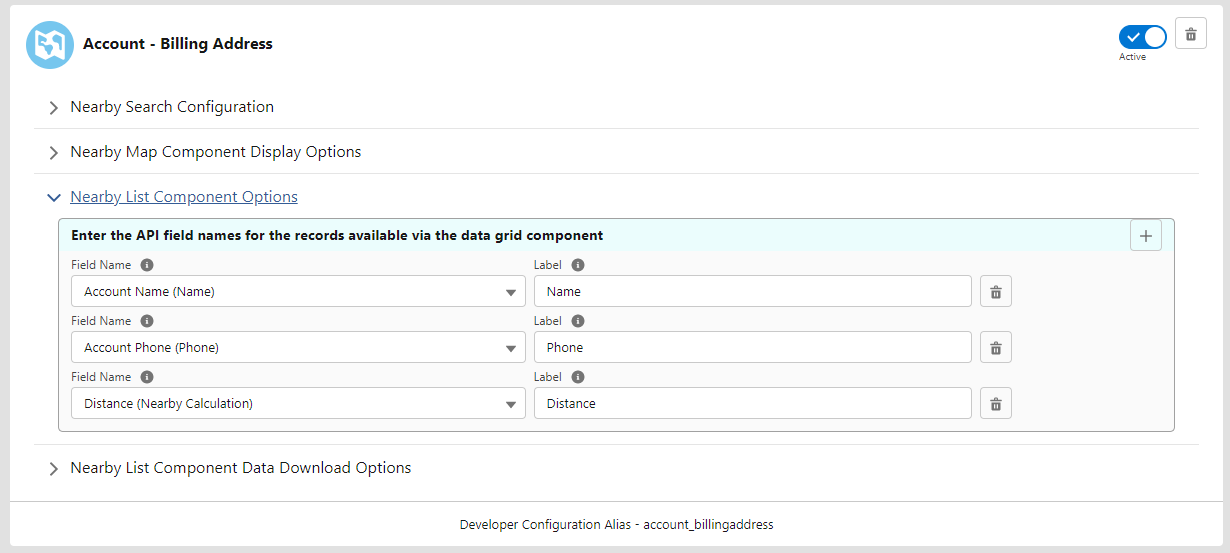 Account - Billing Address
Active
Nearby Search Configuration
Nearby Map Component Display Options
Nearby List Component Options
Enter the API field names for the records available via the data grid component
Field Name Label
Account Name (Name) Name
Field Name Label
Account Phone (Phone) Phone
Field Name Label
Distance (Nearby Calculation) Distance
Nearby List Component Data Download Options
Developer Configuration Alias - account_billingaddress